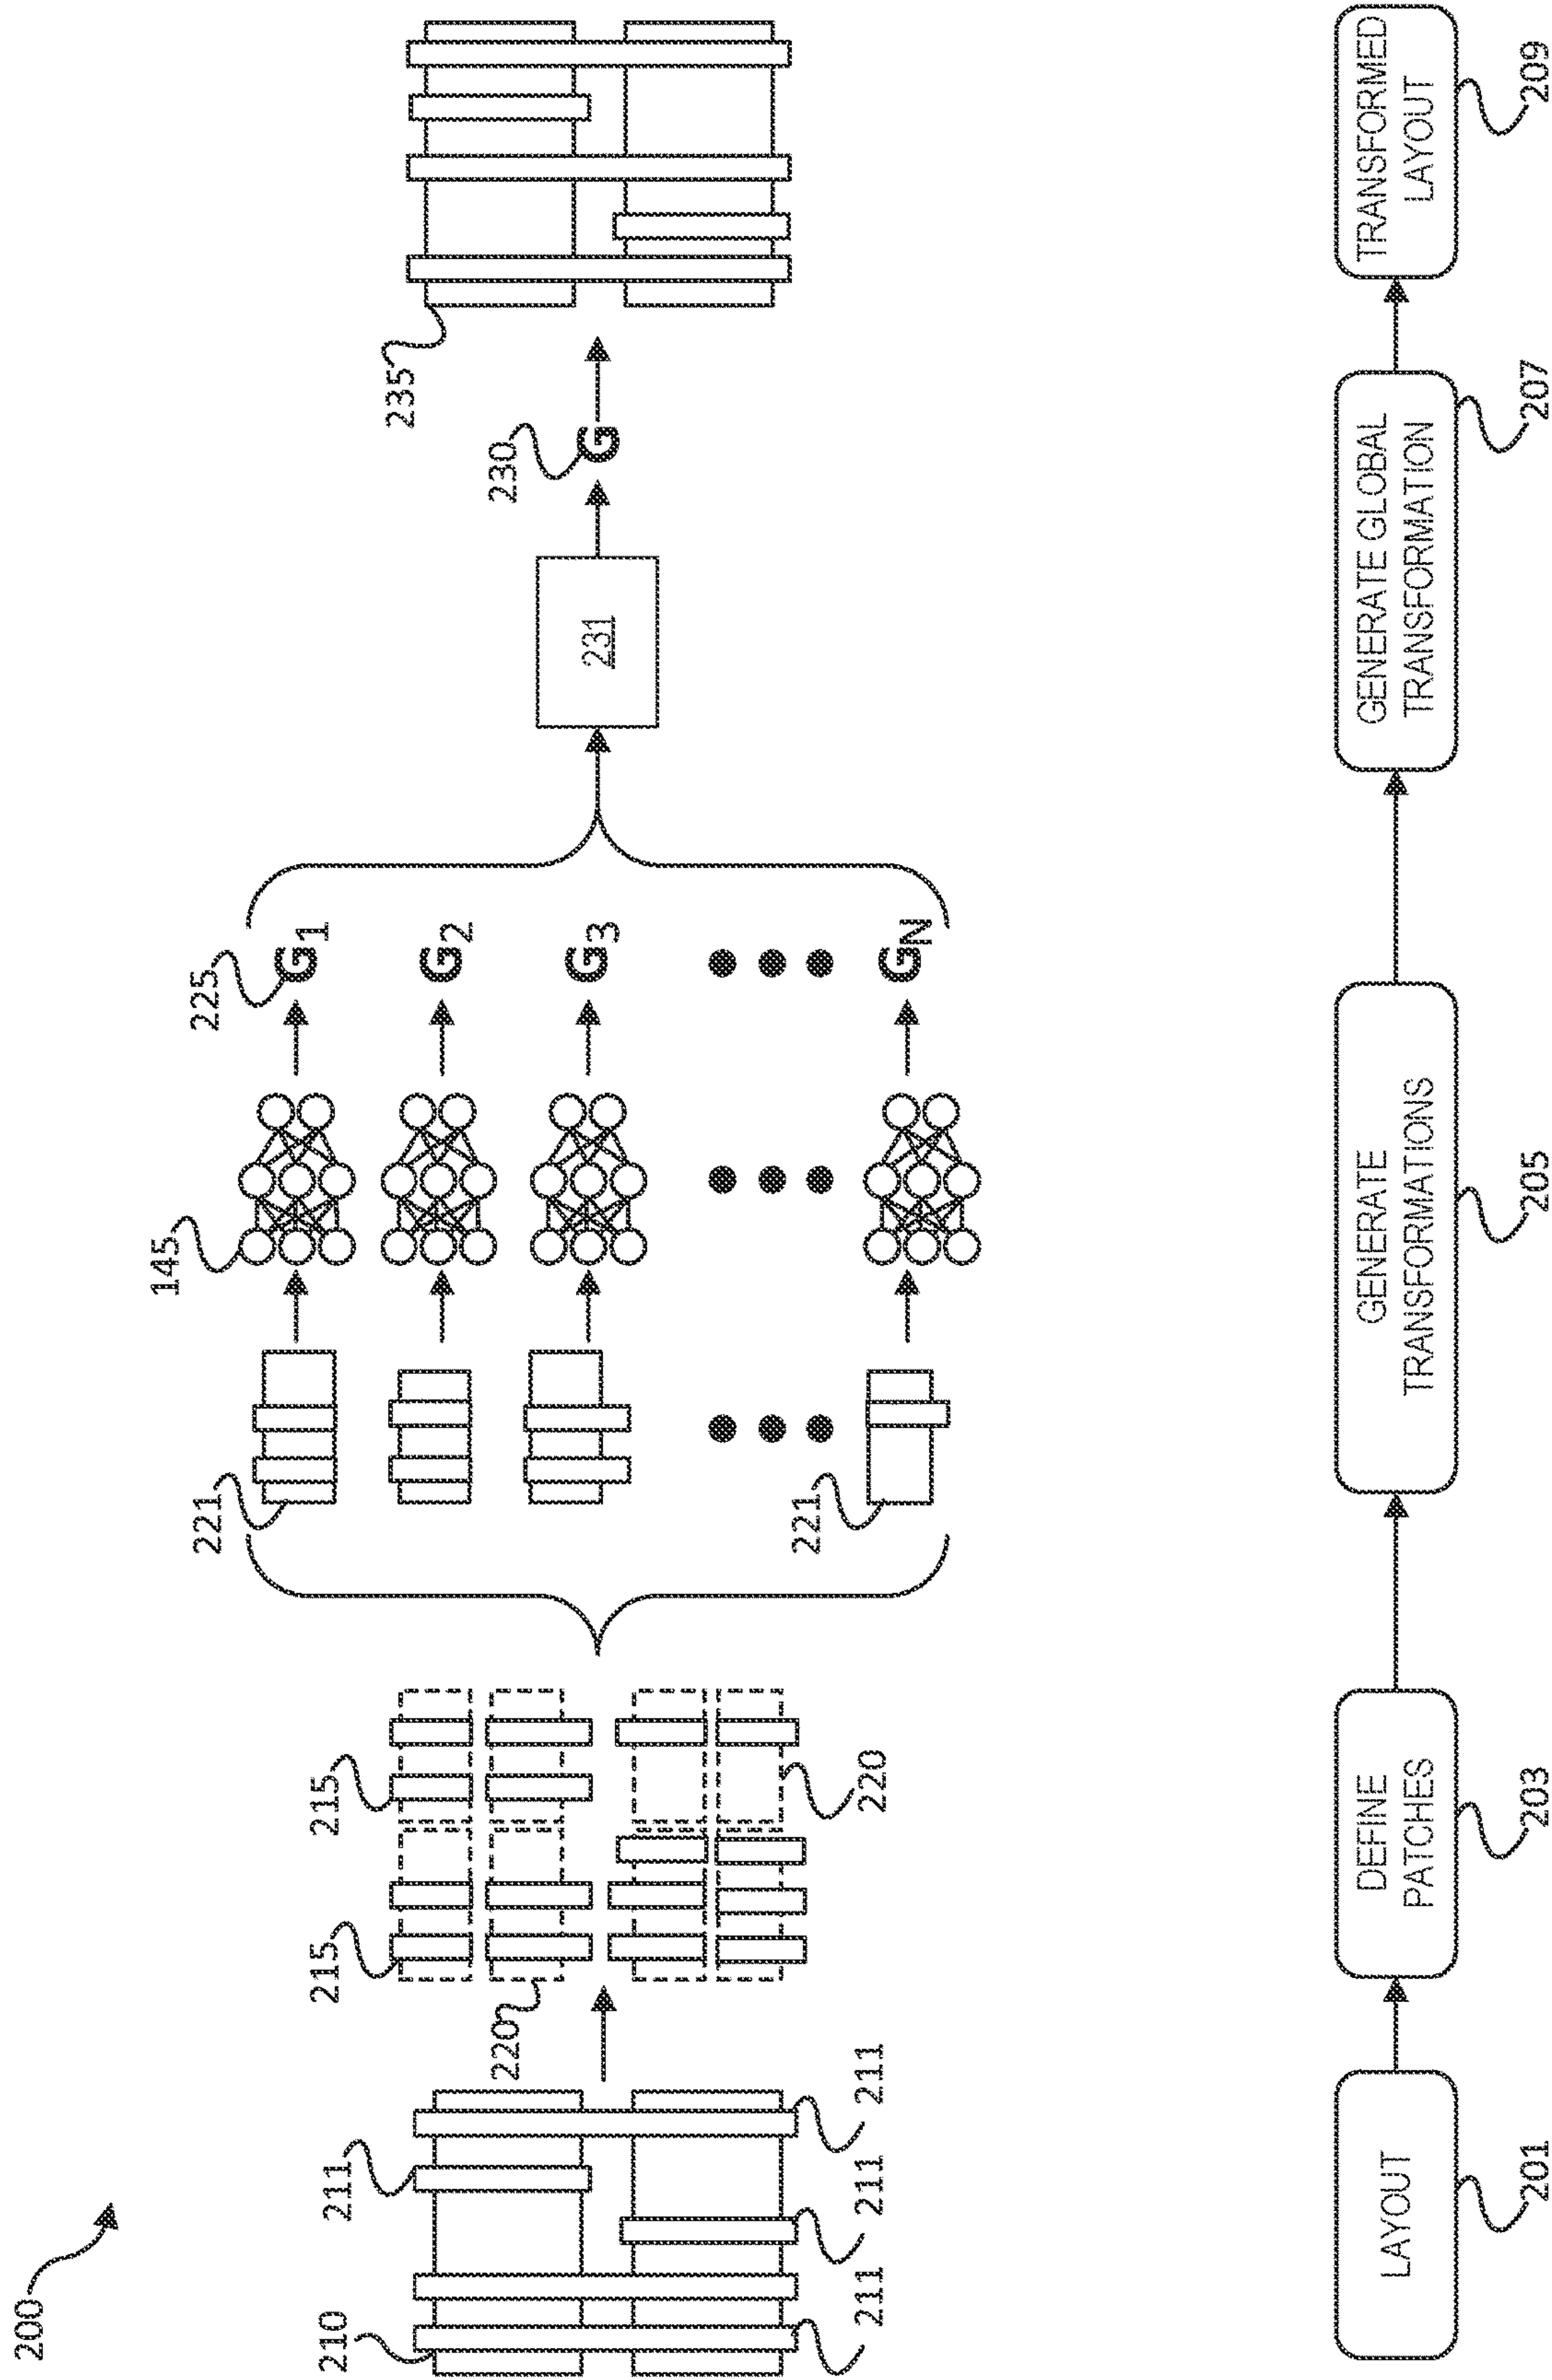 200
145
225
G1
G2
G3
GN
221
221
215
215
220
220
210
211
211
211
211
231
230
G
235
LAYOUT
201
DEFINE
PATCHES
203
GENERATE
TRANSFORMATIONS
205
GENERATE GLOBAL
TRANSFORMATION
207
TRANSFORMED
LAYOUT
209